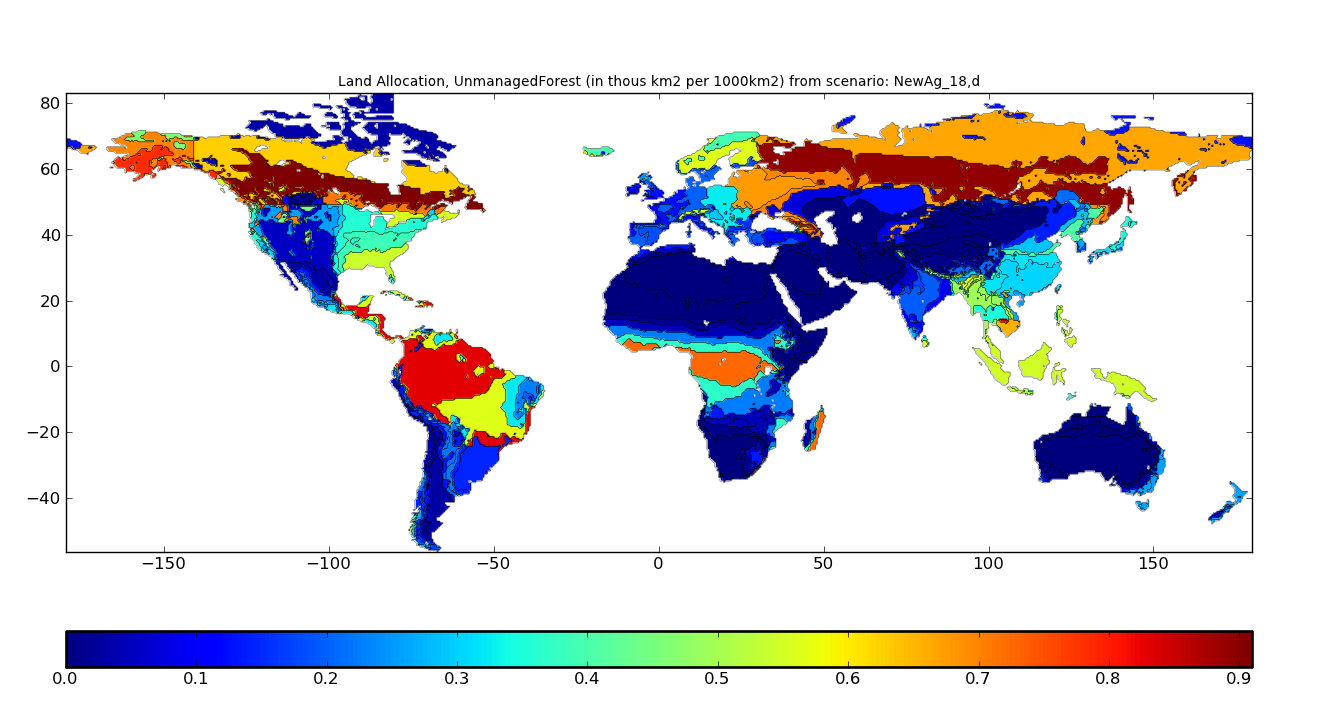 Land Allocation, UnmanagedForest (in thous km2 per 1000km2) from scenario: NewAg_18,d
80
60
40
20
0
−20
−40
−150 −100 −50 0 50 100 150
0.0 0.1 0.2 0.3 0.4 0.5 0.6 0.7 0.8 0.9